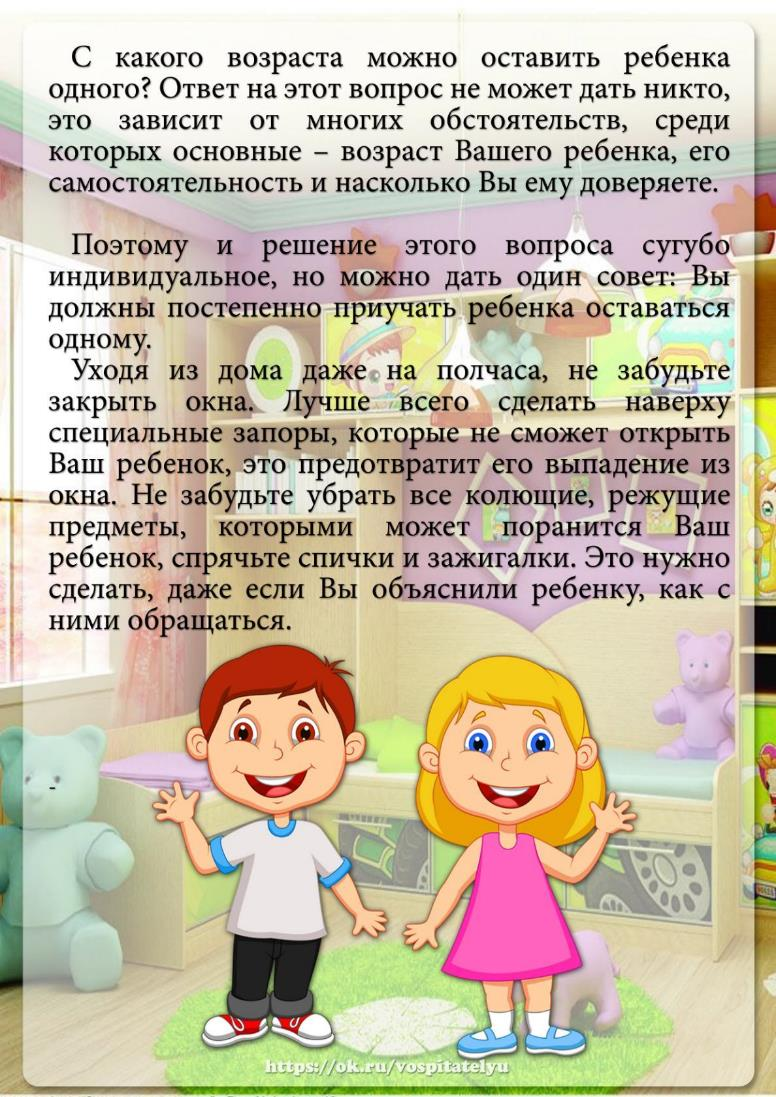 С какого возраста можно оставить ребенка
одного? Ответ на этот вопрос не может дать никто,
это зависит от многих обстоятельств, среди
которых основные – возраст Вашего ребенка, его
самостоятельность и насколько Вы ему доверяете.
Поэтому и решение этого вопроса сугубо
индивидуальное, но можно дать один совет: Вы
должны постепенно приучать ребенка оставаться
одному.
Уходя из дома даже на полчаса, не забудьте
закрыть окна. Лучше всего сделать наверху
специальные запоры, которые не сможет открыть
Ваш ребенок, это предотвратит его выпадение из
окна. Не забудьте убрать все колющие, режущие
предметы, которыми может поранится Ваш
ребенок, спрячьте спички и зажигалки. Это нужно
сделать, даже если Вы объяснили ребенку, как с
ними обращаться.
https://ok.ru/vospitatelyu